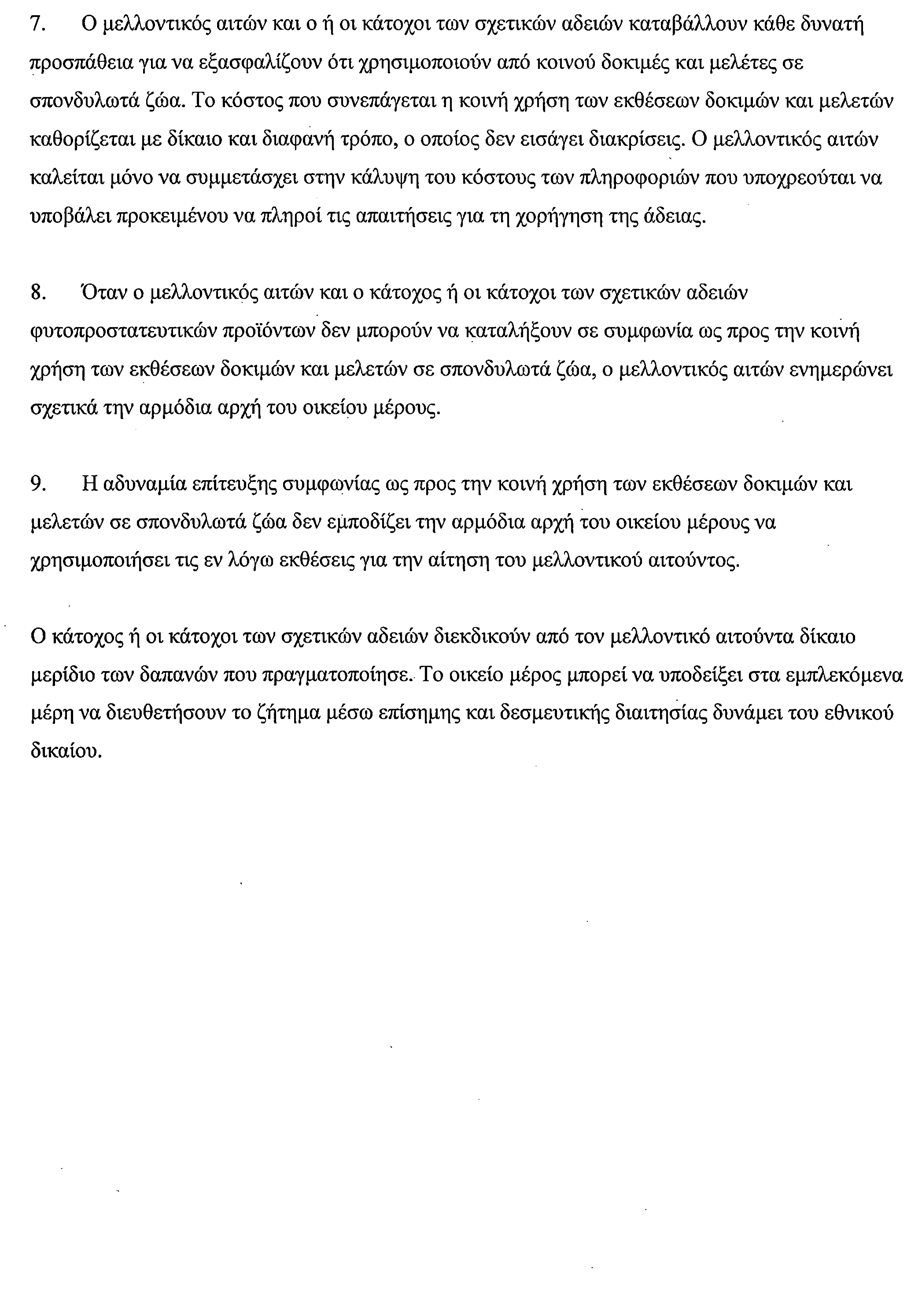 7. Ο μελλοντικός αιτών και ο ή οι κάτοχοι των σχετικών αδειών καταβάλλουν κάθε δυνατή
προσπάθεια για να εξασφαλίζουν ότι χρησιμοποιούν από κοινού δοκιμές και μελέτες σε
σπονδυλωτά ζώα. Το κόστος που συνεπάγεται η κοινή χρήση των εκθέσεων δοκιμών και μελετών
καθορίζεται με δίκαιο και διαφανή τρόπο, ο οποίος δεν εισάγει διακρίσεις. Ο μελλοντικός αιτών
καλείται μόνο να συμμετάσχει στην κάλυψη του κόστους των πληροφοριών που υποχρεούται να
υποβάλει προκειμένου να πληροί τις απαιτήσεις για τη χορήγηση της άδειας.
8. Όταν ο μελλοντικός αιτών και ο κάτοχος ή οι κάτοχοι των σχετικών αδειών
φυτοπροστατευτικών προϊόντων δεν μπορούν να καταλήξουν σε συμφωνία ως προς την κοινή
χρήση των εκθέσεων δοκιμών και μελετών σε σπονδυλωτά ζώα, ο μελλοντικός αιτών ενημερώνει
σχετικά την αρμόδια αρχή του οικείου μέρους.
9. Η αδυναμία επίτευξης συμφωνίας ως προς την κοινή χρήση των εκθέσεων δοκιμών και
μελετών σε σπονδυλωτά ζώα δεν εμποδίζει την αρμόδια αρχή του οικείου μέρους να
χρησιμοποιήσει τις εν λόγω εκθέσεις για την αίτηση του μελλοντικού αιτούντος.
Ο κάτοχος ή οι κάτοχοι των σχετικών αδειών διεκδικούν από τον μελλοντικό αιτούντα δίκαιο
μερίδιο των δαπανών που πραγματοποίησε. Το οικείο μέρος μπορεί να υποδείξει στα εμπλεκόμενα
μέρη να διευθετήσουν το ζήτημα μέσω επίσημης και δεσμευτικής διαιτησίας δυνάμει του εθνικού
δικαίου.